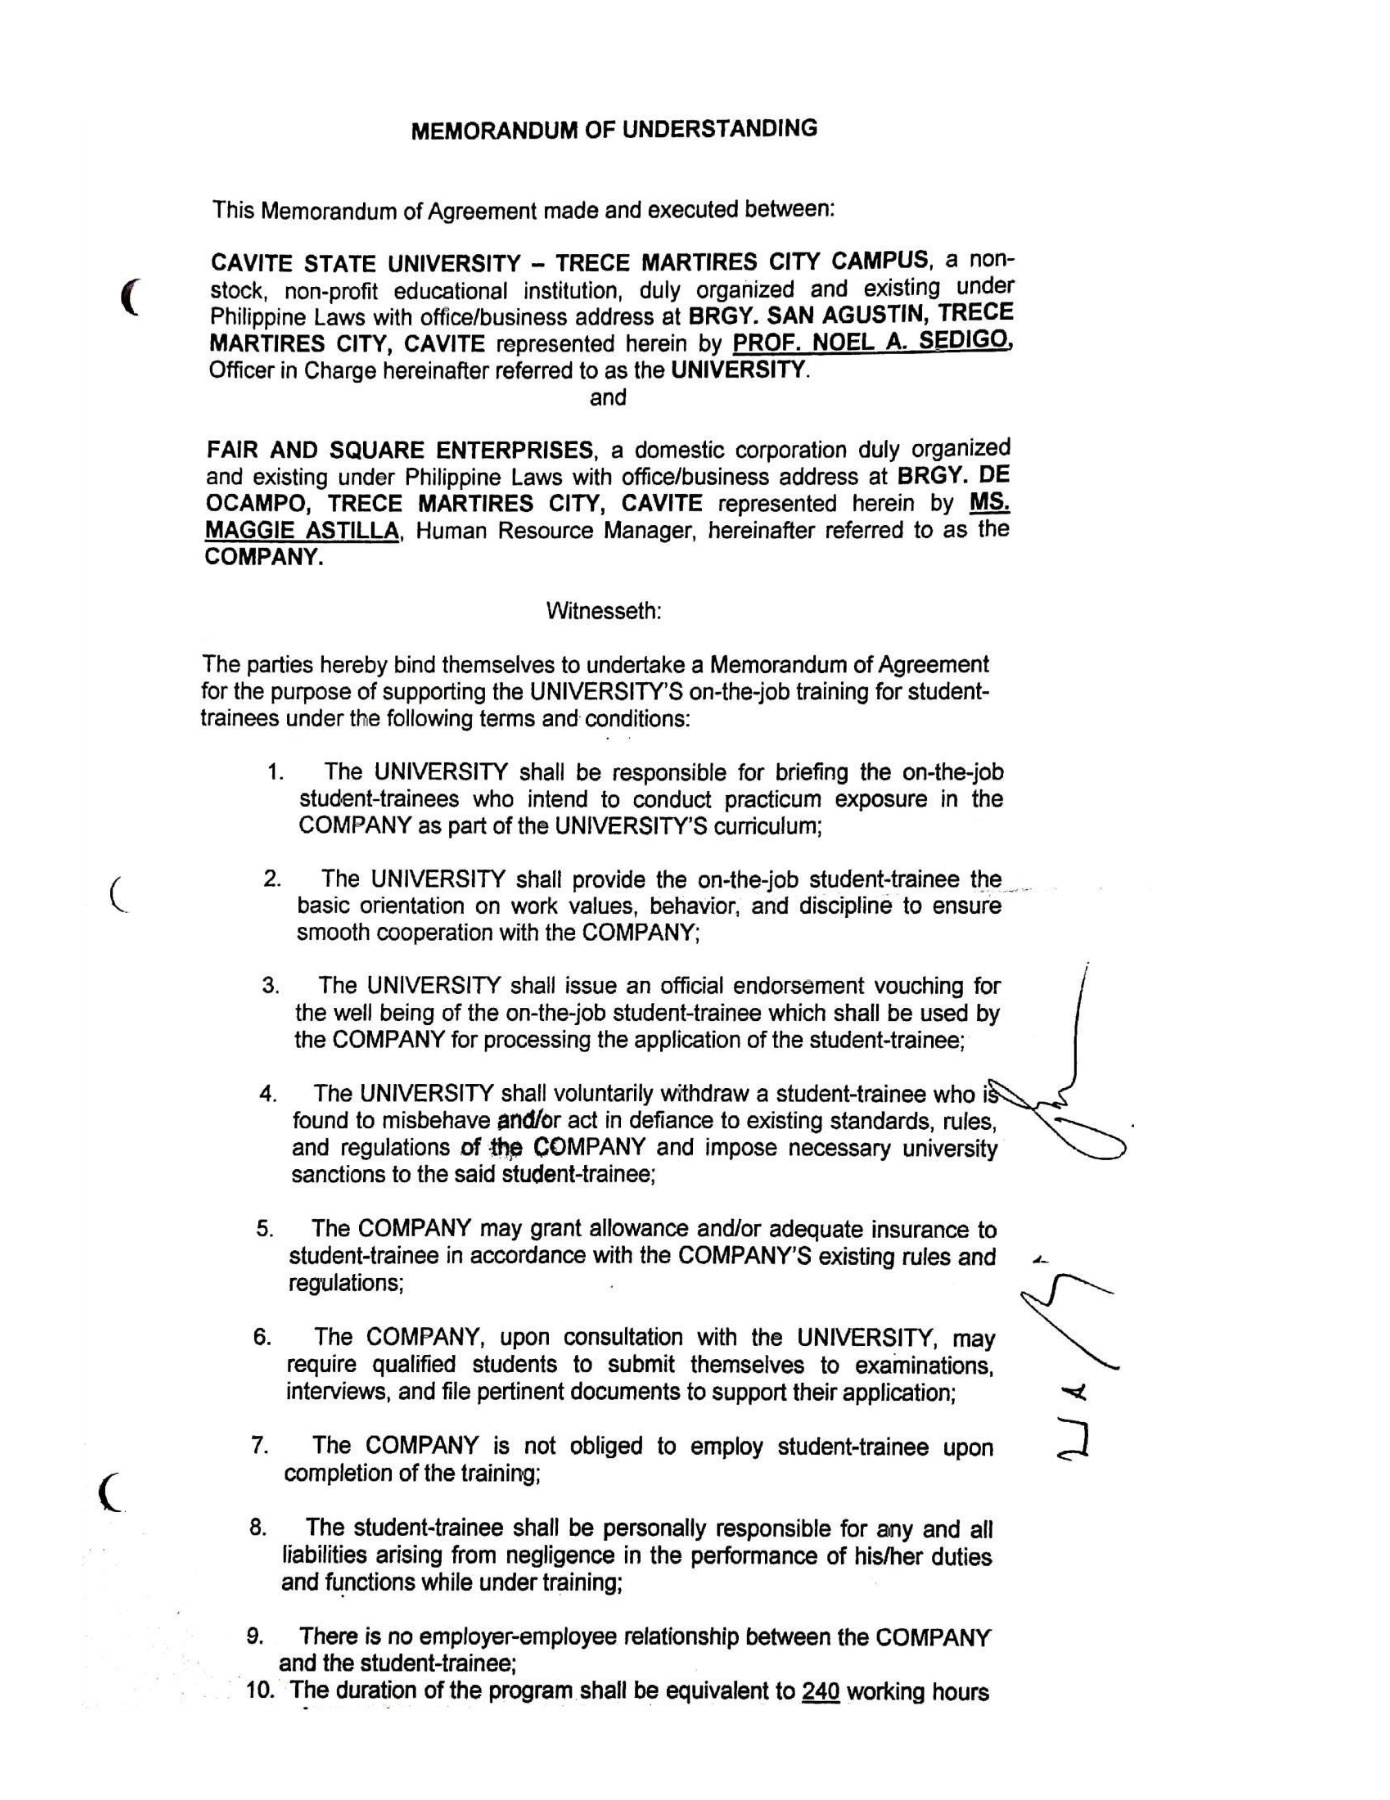 MEMORANDUM OF UNDERSTANDING
This Memorandum of Agreement made and executed between:
CAVITE STATE UNIVERSITY – TRECE MARTIRES CITY CAMPUS, a non-
stock, non-profit educational institution, duly organized and existing under
Philippine Laws with office/business address at BRGY. SAN AGUSTIN, TRECE
MARTIRES CITY, CAVITE represented herein by PROF. NOEL A. SEDIGO,
Officer in Charge hereinafter referred to as the UNIVERSITY.
and
FAIR AND SQUARE ENTERPRISES, a domestic corporation duly organized
and existing under Philippine Laws with office/business address at BRGY. DE
OCAMPO, TRECE MARTIRES CITY, CAVITE represented herein by MS.
MAGGIE ASTILLA, Human Resource Manager, hereinafter referred to as the
COMPANY.
Witnesseth:
The parties hereby bind themselves to undertake a Memorandum of Agreement
for the purpose of supporting the UNIVERSITY'S on-the-job training for student-
trainees under the following terms and conditions:
1. The UNIVERSITY shall be responsible for briefing the on-the-job
student-trainees who intend to conduct practicum exposure in the
COMPANY as part of the UNIVERSITY'S curriculum;
2. The UNIVERSITY shall provide the on-the-job student-trainee the
basic orientation on work values, behavior, and discipline to ensure
smooth cooperation with the COMPANY;
3. The UNIVERSITY shall issue an official endorsement vouching for
the well being of the on-the-job student-trainee which shall be used by
the COMPANY for processing the application of the student-trainee;
4. The UNIVERSITY shall voluntarily withdraw a student-trainee who is
found to misbehave and/or act in defiance to existing standards, rules,
and regulations of the COMPANY and impose necessary university
sanctions to the said student-trainee;
5. The COMPANY may grant allowance and/or adequate insurance to
student-trainee in accordance with the COMPANY'S existing rules and
regulations;
6. The COMPANY, upon consultation with the UNIVERSITY, may
require qualified students to submit themselves to examinations,
interviews, and file pertinent documents to support their application;
7. The COMPANY is not obliged to employ student-trainee upon
completion of the training;
8. The student-trainee shall be personally responsible for any and all
liabilities arising from negligence in the performance of his/her duties
and functions while under training;
9. There is no employer-employee relationship between the COMPANY
and the student-trainee;
10. The duration of the program shall be equivalent to 240 working hours